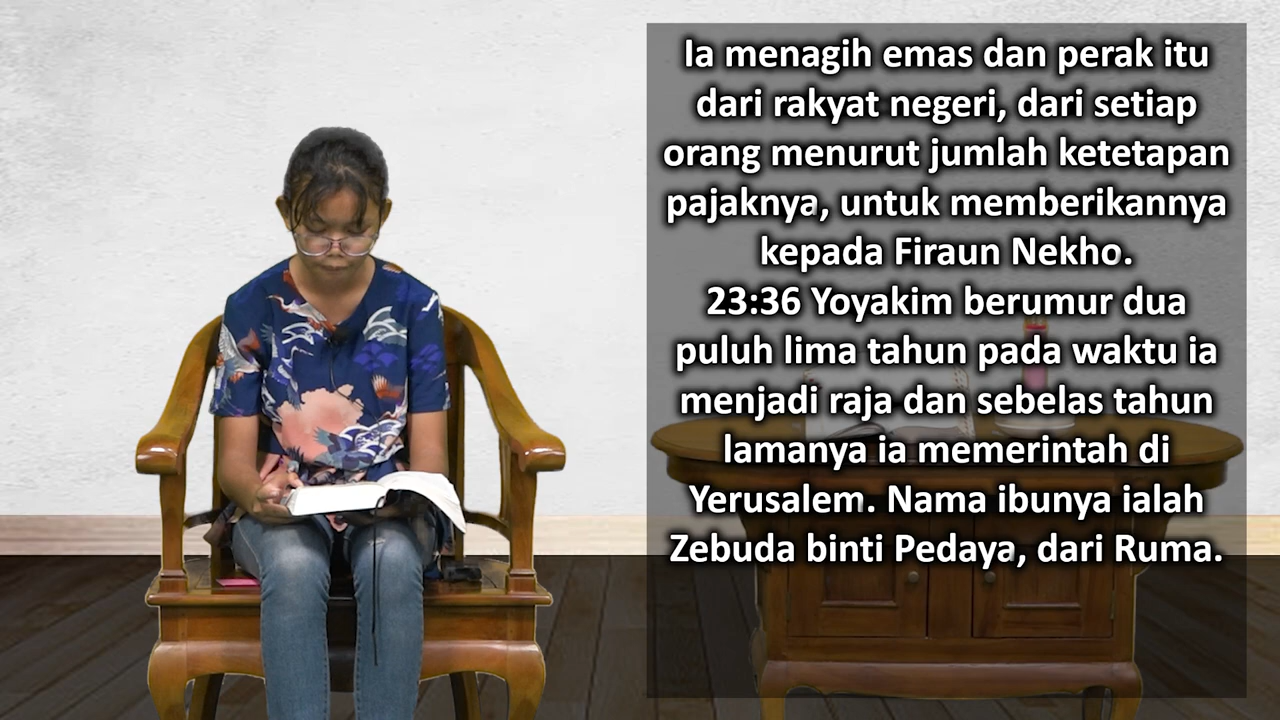 Ia menagih emas dan perak itu
dari rakyat negeri, dari setiap
orang menurut jumlah ketetapan
pajaknya, untuk memberikannya
kepada Firaun Nekho.
23:36 Yoyakim berumur dua
puluh lima tahun pada waktu ia
menjadi raja dan sebelas tahun
lamanya ia memerintah di
Yerusalem. Nama ibunya ialah
Zebuda binti Pedaya, dari Ruma.